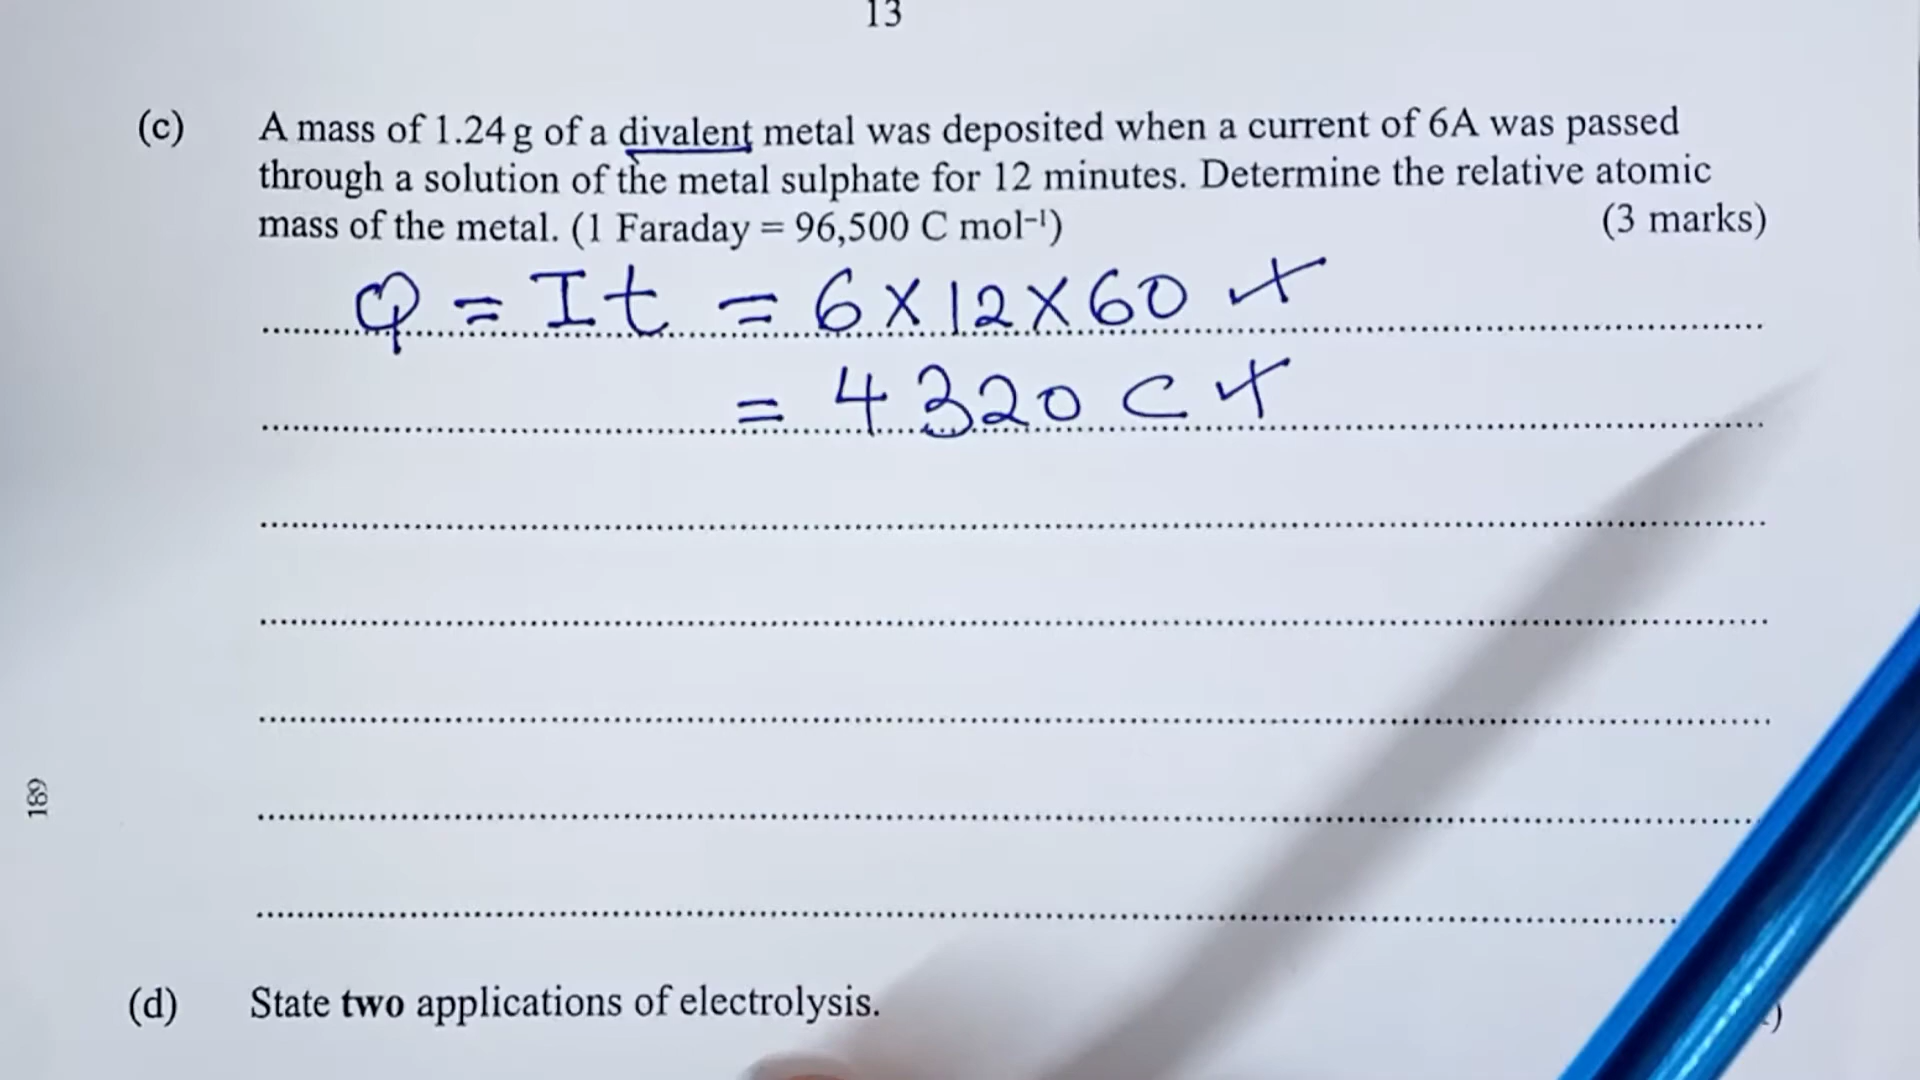 13
(c) A mass of 1.24 g of a divalent metal was deposited when a current of 6A was passed
through a solution of the metal sulphate for 12 minutes. Determine the relative atomic
mass of the metal. (1 Faraday = 96,500 C mol⁻¹) (3 marks)
Q = It = 6 × 12 × 60
= 4320 C
189
(d) State two applications of electrolysis. )